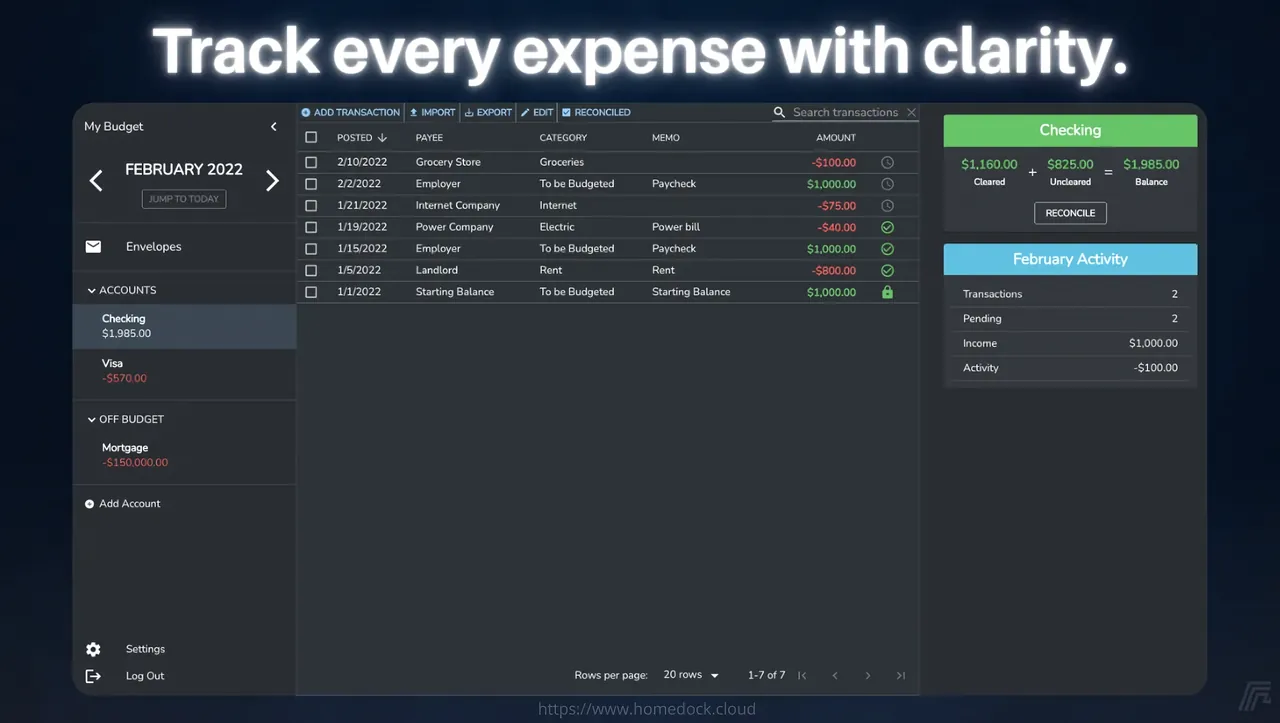 Track every expense with clarity.
My Budget
FEBRUARY 2022
JUMP TO TODAY
Envelopes
ACCOUNTS
Checking
$1,985.00
Visa
-$570.00
OFF BUDGET
Mortgage
-$150,000.00
Add Account
Settings
Log Out
ADD TRANSACTION IMPORT EXPORT EDIT RECONCILED Search transactions
POSTED PAYEE CATEGORY MEMO AMOUNT
2/10/2022 Grocery Store Groceries -$100.00
2/2/2022 Employer To be Budgeted Paycheck $1,000.00
1/21/2022 Internet Company Internet -$75.00
1/19/2022 Power Company Electric Power bill -$40.00
1/15/2022 Employer To be Budgeted Paycheck $1,000.00
1/5/2022 Landlord Rent Rent -$800.00
1/1/2022 Starting Balance To be Budgeted Starting Balance $1,000.00
Rows per page: 20 rows 1-7 of 7
Checking
$1,160.00 + $825.00 = $1,985.00
Cleared Uncleared Balance
RECONCILE
February Activity
Transactions 2
Pending 2
Income $1,000.00
Activity -$100.00
https://www.homedock.cloud